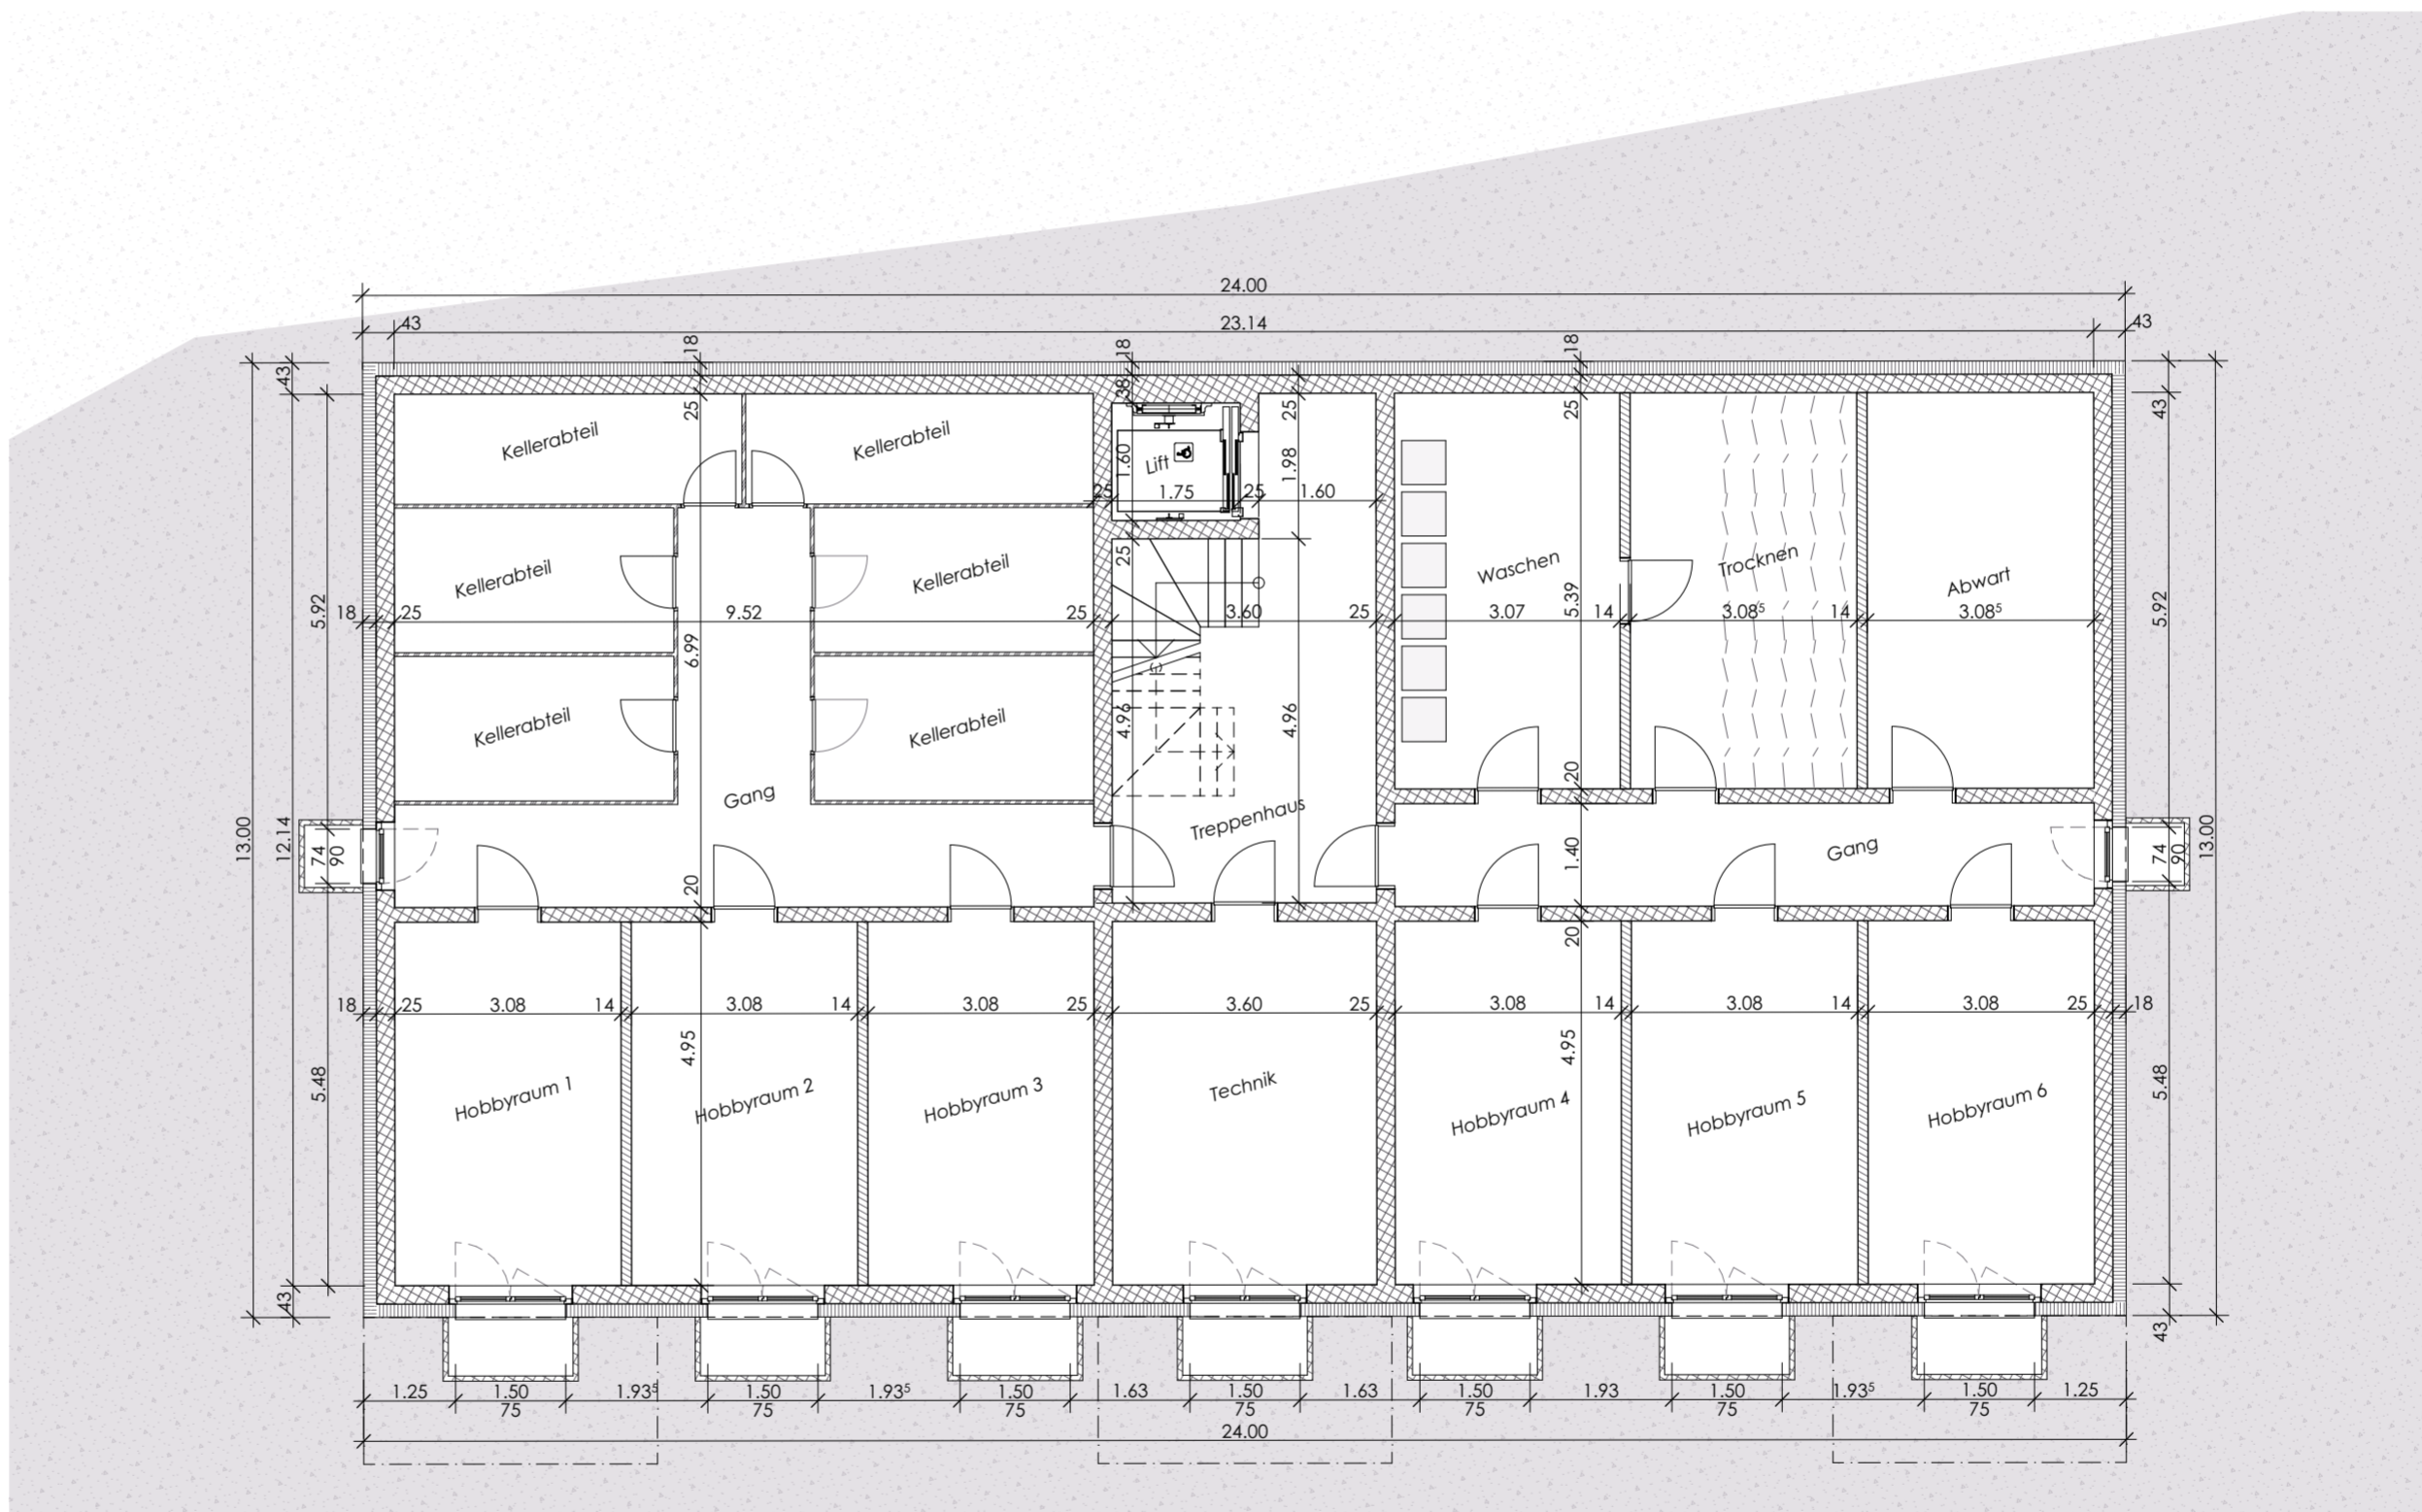 24.00
43 23.14 43
18 18 18
43 38 43
25 25 25
Kellerabteil Kellerabteil
Lift 1.60 1.98
25 1.75 25 1.60
Kellerabteil Kellerabteil 25 Waschen Trocknen Abwart
5.92 5.39 5.92
18 25 9.52 25 3.60 25 3.07 14 3.08⁵ 14 3.08⁵
6.99
Kellerabteil Kellerabteil 4.96 4.96
Gang Treppenhaus 20
13.00 12.14 74 90 1.40 Gang 74 90 13.00
20 20
18 25 3.08 14 3.08 14 3.08 25 3.60 25 3.08 14 3.08 14 3.08 25 18
4.95 4.95
5.48 5.48
Hobbyraum 1 Hobbyraum 2 Hobbyraum 3 Technik Hobbyraum 4 Hobbyraum 5 Hobbyraum 6
43 43
1.25 1.50 1.93⁵ 1.50 1.93⁵ 1.50 1.63 1.50 1.63 1.50 1.93 1.50 1.93⁵ 1.50 1.25
75 75 75 75 75 75 75
24.00